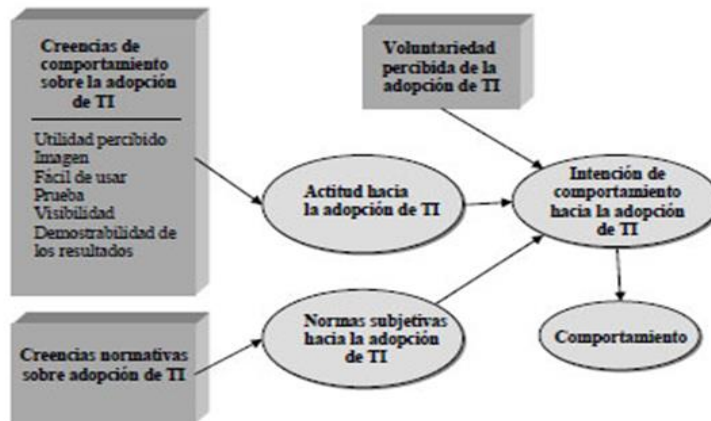 Creencias de
comportamiento
sobre la adopción
de TI
Utilidad percibido
Imagen
Fácil de usar
Prueba
Visibilidad
Demostrabilidad de
los resultados
Voluntariedad
percibida de la
adopción de TI
Actitud hacia
la adopción de TI
Intención de
comportamiento
hacia la adopción
de TI
Creencias normativas
sobre adopción de TI
Normas subjetivas
hacia la adopción
de TI
Comportamiento